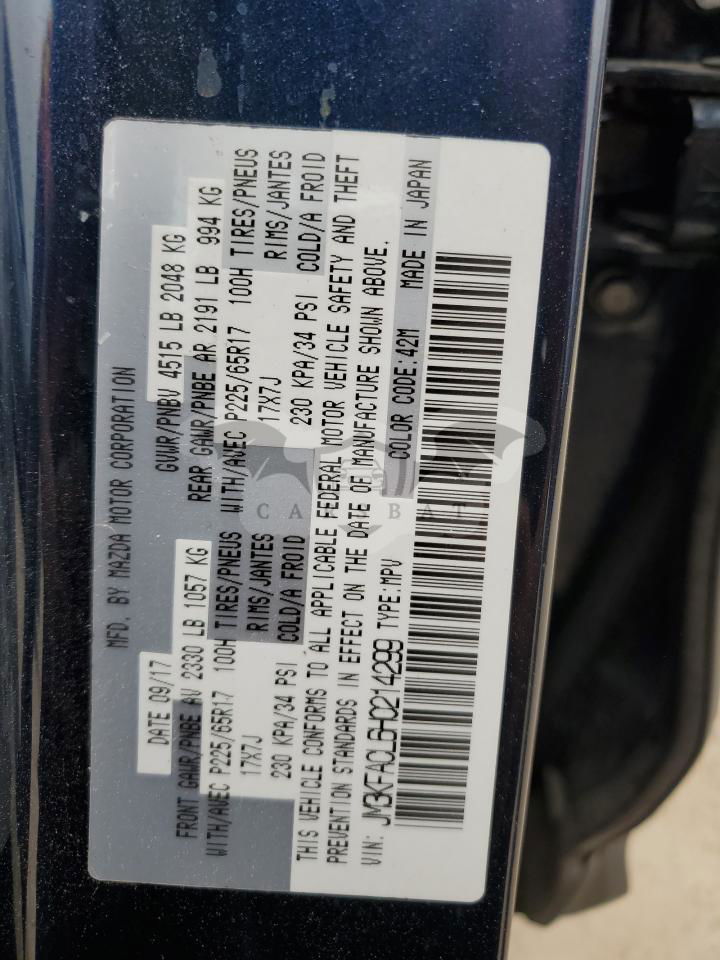 MFD. BY MAZDA MOTOR CORPORATION
DATE 09/17 GVWR/PNBV 4515 LB 2048 KG
FRONT GAWR/PNBE AV 2330 LB 1057 KG REAR GAWR/PNBE AR 2191 LB 994 KG
WITH/AVEC P225/65R17 100H TIRES/PNEUS WITH/AVEC P225/65R17 100H TIRES/PNEUS
17X7J RIMS/JANTES 17X7J RIMS/JANTES
230 KPA/34 PSI COLD/A FROID 230 KPA/34 PSI COLD/A FROID
THIS VEHICLE CONFORMS TO ALL APPLICABLE FEDERAL MOTOR VEHICLE SAFETY AND THEFT
PREVENTION STANDARDS IN EFFECT ON THE DATE OF MANUFACTURE SHOWN ABOVE.
VIN: JM3KFACL6H0214299 TYPE:MPV COLOR CODE:42M MADE IN JAPAN
CAR BAT